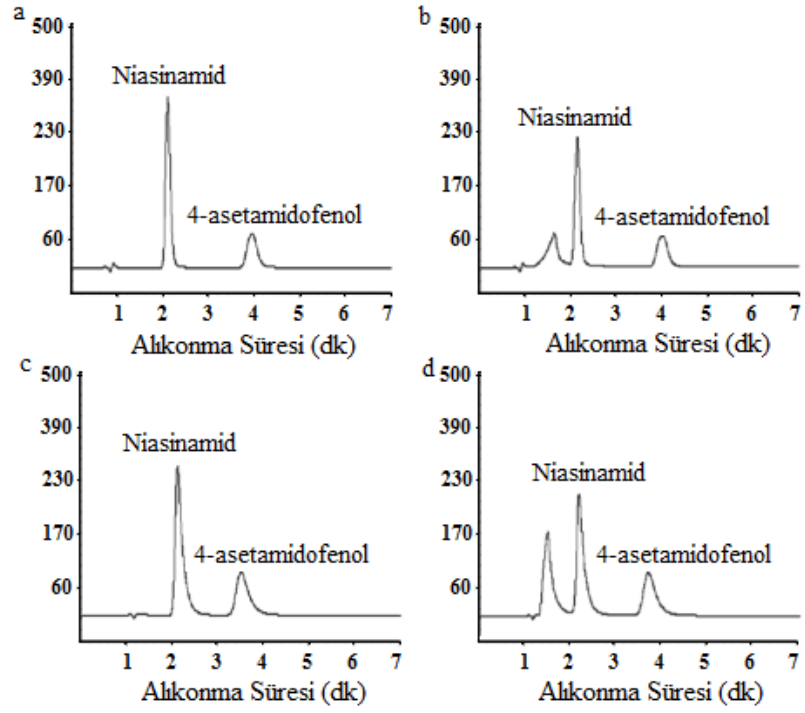 a
500
390
230
170
60
Niasinamid
4-asetamidofenol
1 2 3 4 5 6 7
Alıkonma Süresi (dk)
b
500
390
230
170
60
Niasinamid
4-asetamidofenol
1 2 3 4 5 6 7
Alıkonma Süresi (dk)
c
500
390
230
170
60
Niasinamid
4-asetamidofenol
1 2 3 4 5 6 7
Alıkonma Süresi (dk)
d
500
390
230
170
60
Niasinamid
4-asetamidofenol
1 2 3 4 5 6 7
Alıkonma Süresi (dk)